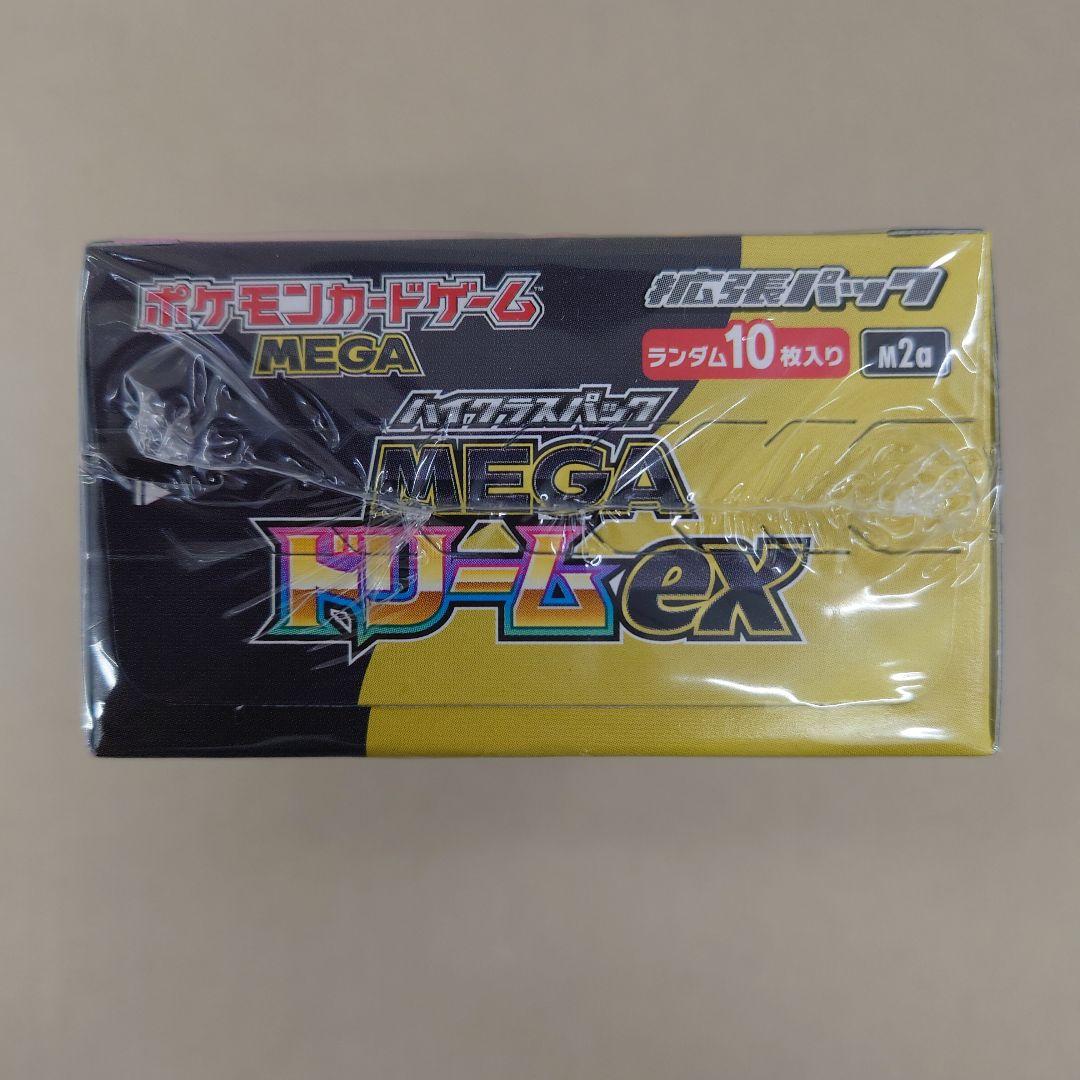 ポケモンカードゲーム™
MEGA
拡張パック
ランダム10枚入り
M2a
ハイクラスパック
MEGA
ドリームex